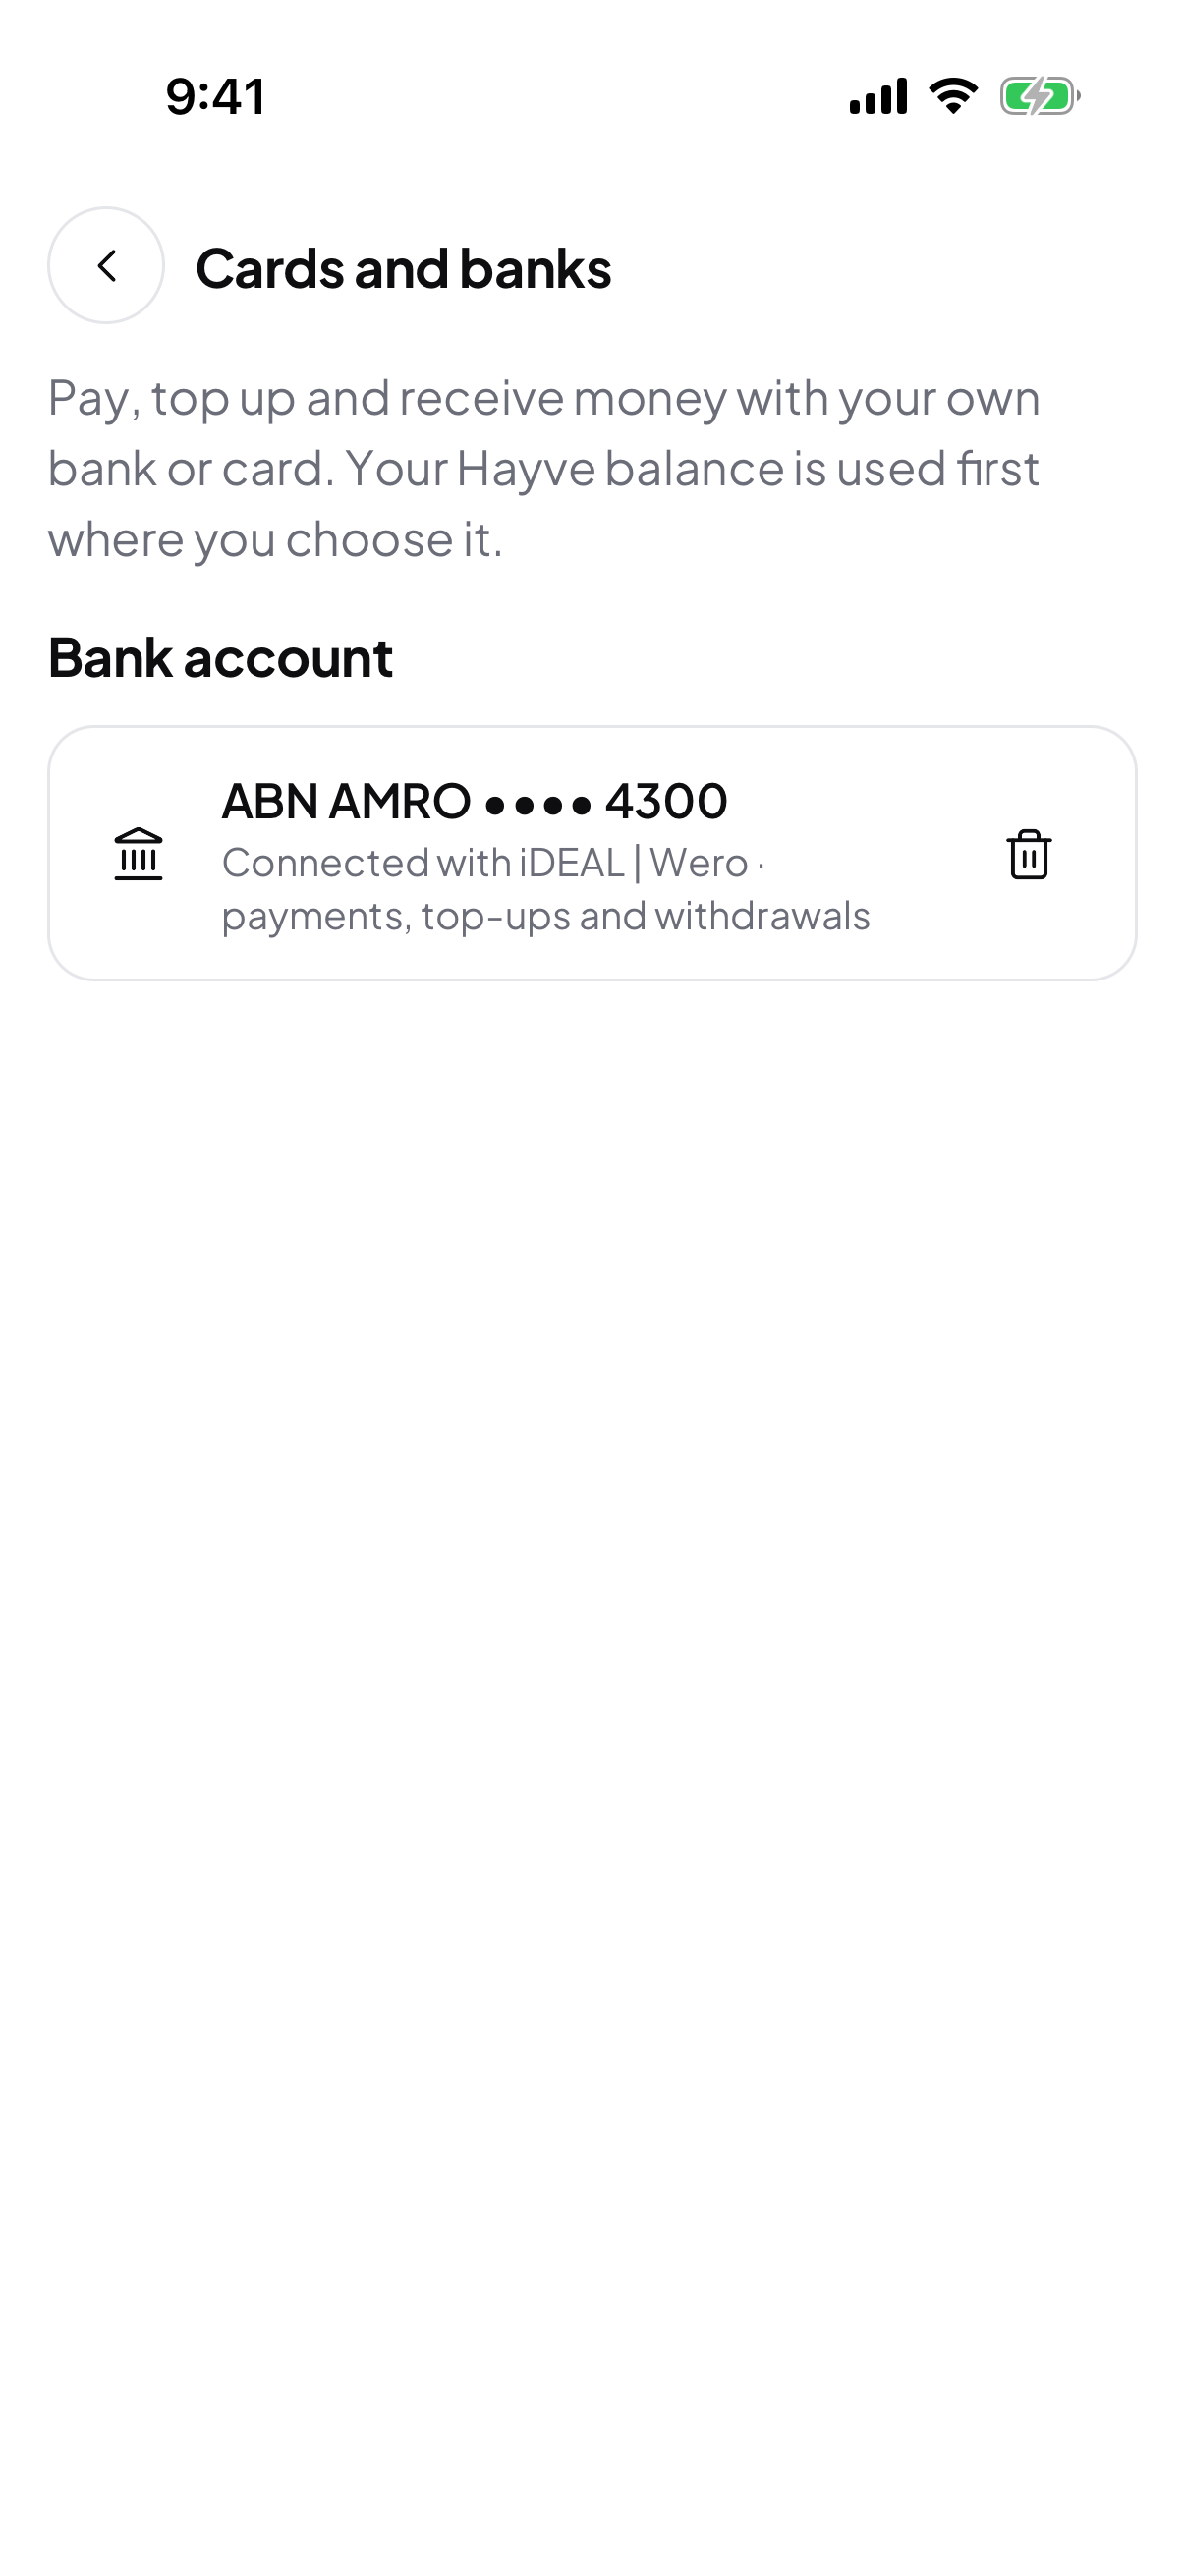 9:41
Cards and banks
Pay, top up and receive money with your own
bank or card. Your Hayve balance is used first
where you choose it.
Bank account
ABN AMRO •••• 4300
Connected with iDEAL | Wero ·
payments, top-ups and withdrawals